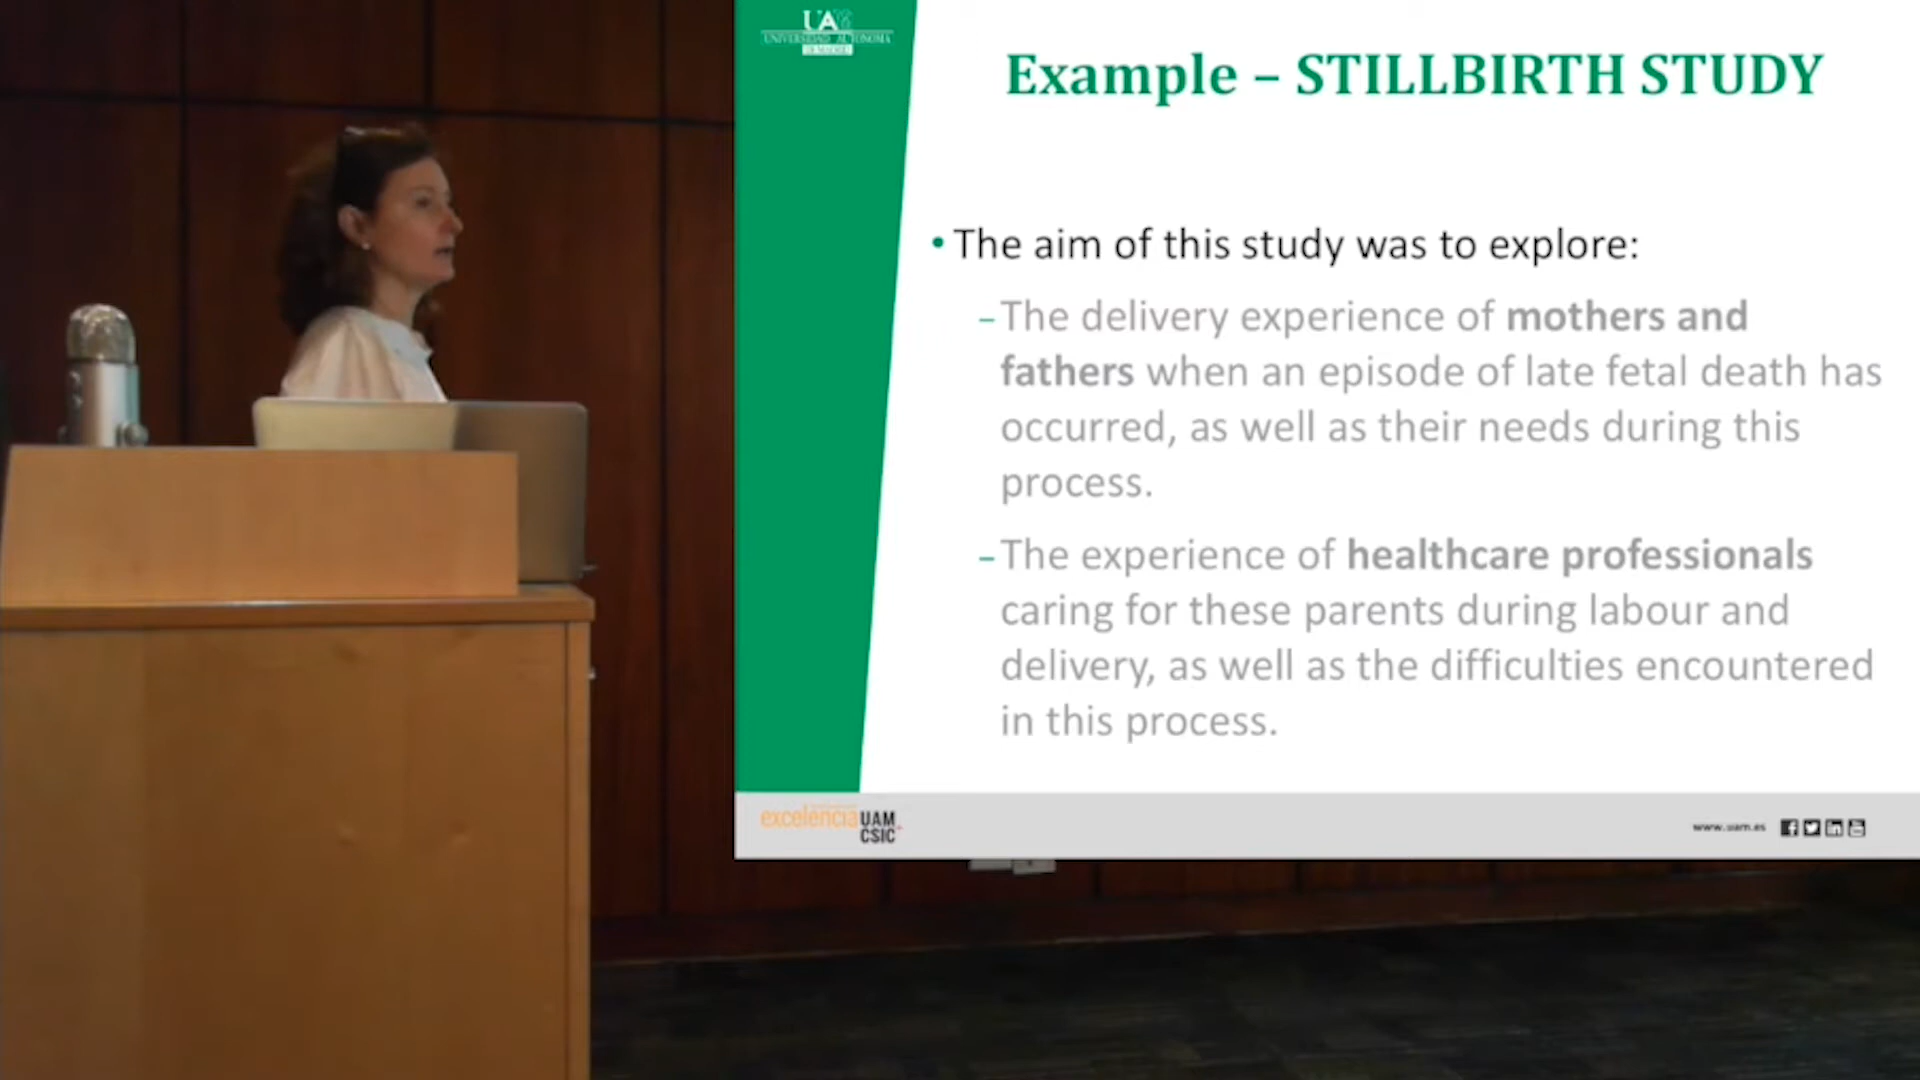 UAM
UNIVERSIDAD AUTONOMA
DE MADRID
Example – STILLBIRTH STUDY
• The aim of this study was to explore:
–The delivery experience of mothers and
fathers when an episode of late fetal death has
occurred, as well as their needs during this
process.
–The experience of healthcare professionals
caring for these parents during labour and
delivery, as well as the difficulties encountered
in this process.
excelencia UAM
CSIC
www.uam.es